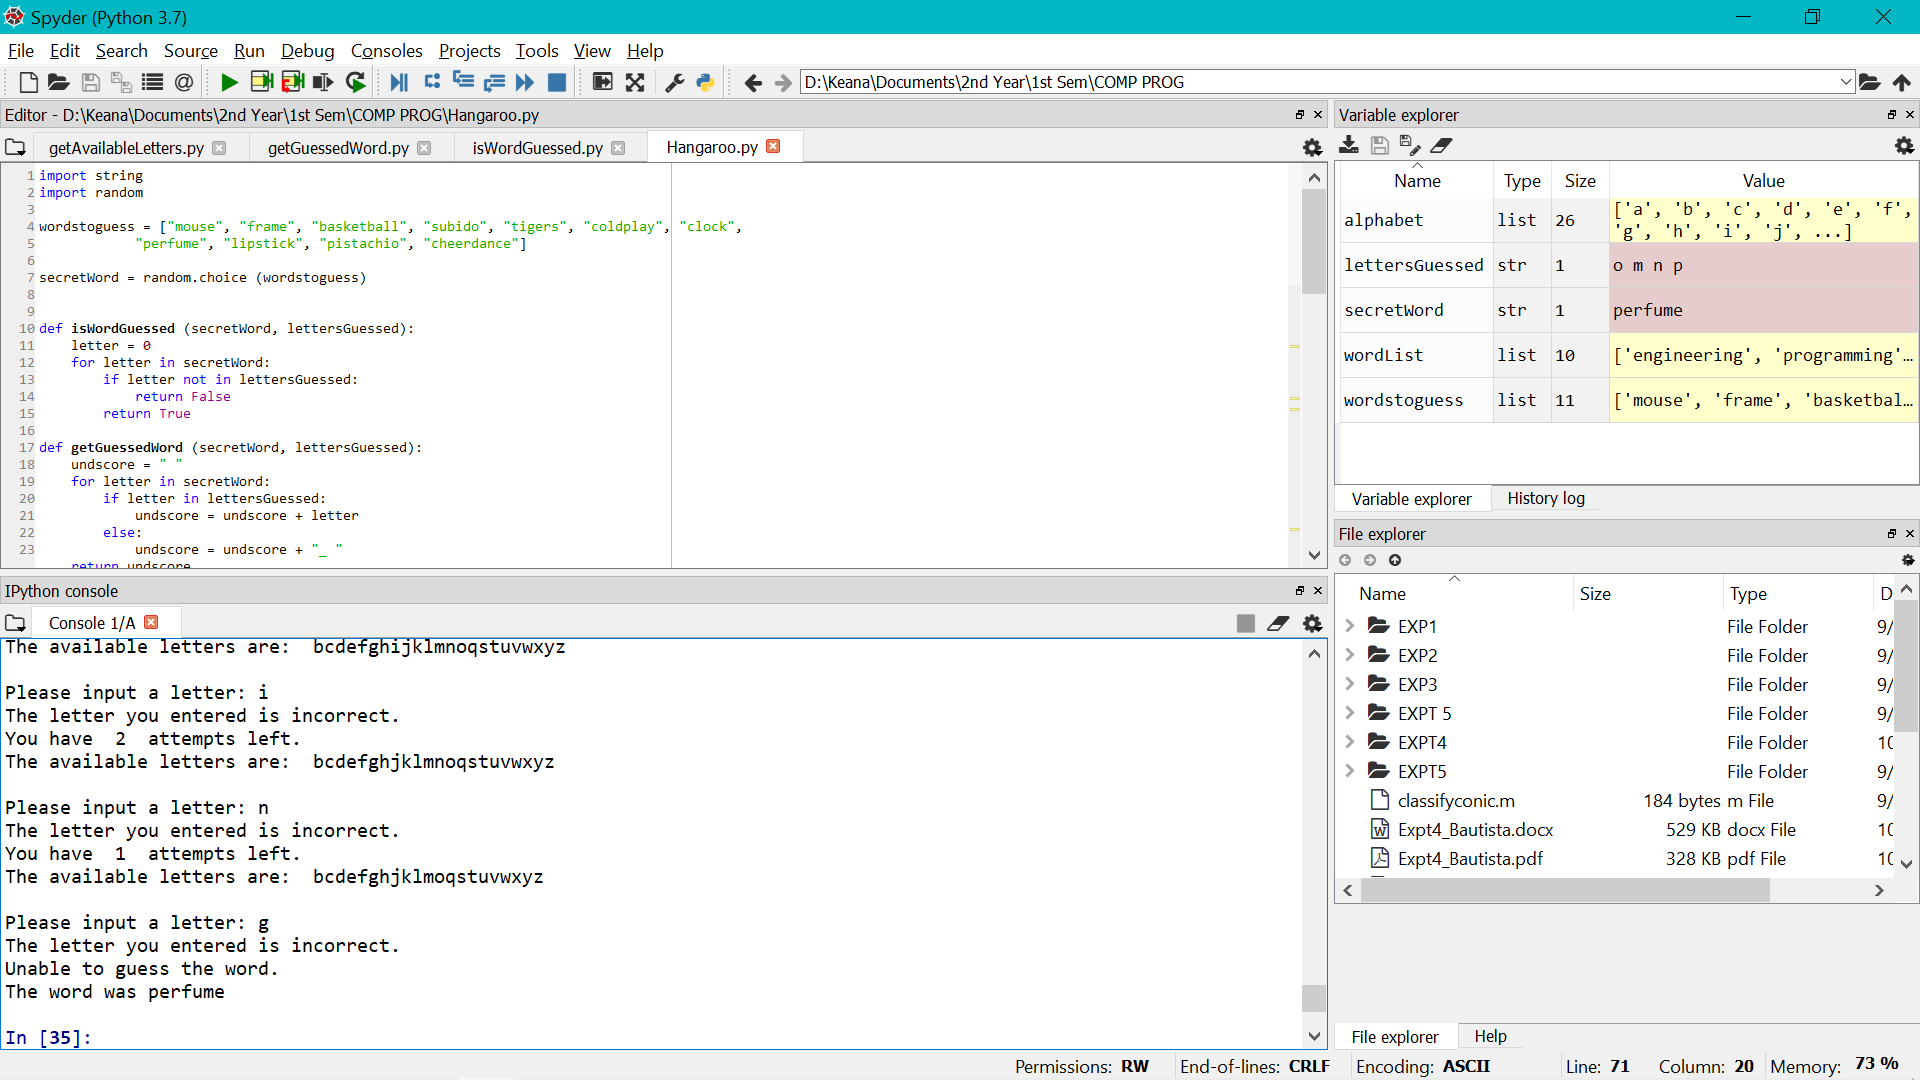 Spyder (Python 3.7)
File Edit Search Source Run Debug Consoles Projects Tools View Help
D:\Keana\Documents\2nd Year\1st Sem\COMP PROG
Editor - D:\Keana\Documents\2nd Year\1st Sem\COMP PROG\Hangaroo.py
getAvailableLetters.py getGuessedWord.py isWordGuessed.py Hangaroo.py
1 import string
2 import random
3
4 wordstoguess = ["mouse", "frame", "basketball", "subido", "tigers", "coldplay", "clock",
5             "perfume", "lipstick", "pistachio", "cheerdance"]
6
7 secretWord = random.choice (wordstoguess)
8
9
10 def isWordGuessed (secretWord, lettersGuessed):
11     letter = 0
12     for letter in secretWord:
13         if letter not in lettersGuessed:
14             return False
15         return True
16
17 def getGuessedWord (secretWord, lettersGuessed):
18     undscore = " "
19     for letter in secretWord:
20         if letter in lettersGuessed:
21             undscore = undscore + letter
22         else:
23             undscore = undscore + "_ "
    return undscore
IPython console
Console 1/A
The available letters are:  bcdefghijklmnoqstuvwxyz
Please input a letter: i
The letter you entered is incorrect.
You have  2  attempts left.
The available letters are:  bcdefghjklmnoqstuvwxyz
Please input a letter: n
The letter you entered is incorrect.
You have  1  attempts left.
The available letters are:  bcdefghjklmoqstuvwxyz
Please input a letter: g
The letter you entered is incorrect.
Unable to guess the word.
The word was perfume
In [35]:
Variable explorer
Name Type Size Value
alphabet list 26 ['a', 'b', 'c', 'd', 'e', 'f',
'g', 'h', 'i', 'j', ...]
lettersGuessed str 1 o m n p
secretWord str 1 perfume
wordList list 10 ['engineering', 'programming'...
wordstoguess list 11 ['mouse', 'frame', 'basketbal...
Variable explorer History log
File explorer
Name Size Type D
EXP1 File Folder 9/
EXP2 File Folder 9/
EXP3 File Folder 9/
EXPT 5 File Folder 9/
EXPT4 File Folder 10
EXPT5 File Folder 9/
classifyconic.m 184 bytes m File 9/
Expt4_Bautista.docx 529 KB docx File 10
Expt4_Bautista.pdf 328 KB pdf File 10
File explorer Help
Permissions: RW End-of-lines: CRLF Encoding: ASCII Line: 71 Column: 20 Memory: 73 %